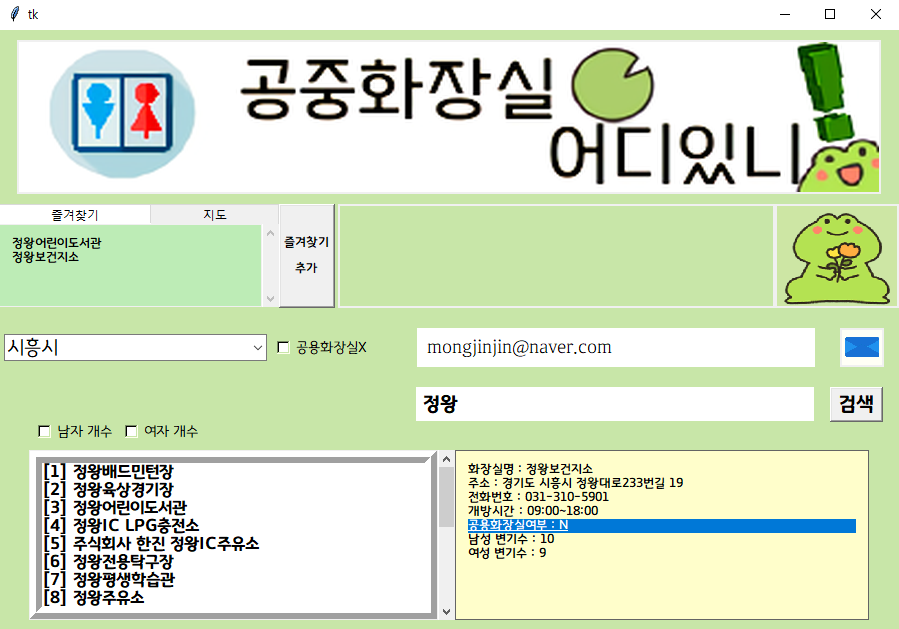 tk
공중화장실
어디있니!
즐겨찾기 지도
정왕어린이도서관
정왕보건지소
즐겨찾기
추가
시흥시
공용화장실X
mongjinjin@naver.com
정왕
검색
남자 개수 여자 개수
[1] 정왕배드민턴장
[2] 정왕육상경기장
[3] 정왕어린이도서관
[4] 정왕IC LPG충전소
[5] 주식회사 한진 정왕IC주유소
[6] 정왕전용탁구장
[7] 정왕평생학습관
[8] 정왕주유소
화장실명 : 정왕보건지소
주소 : 경기도 시흥시 정왕대로233번길 19
전화번호 : 031-310-5901
개방시간 : 09:00~18:00
공용화장실여부 : N
남성 변기수 : 10
여성 변기수 : 9